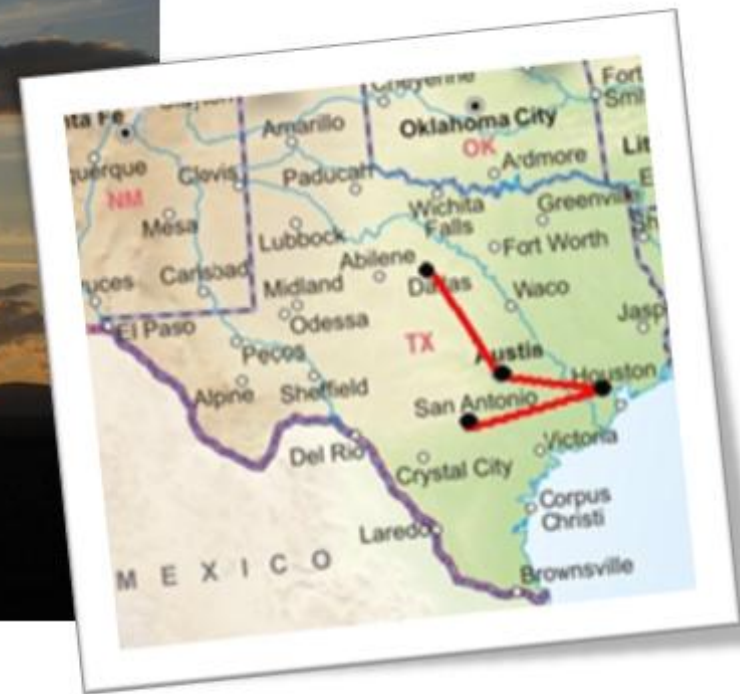 Cheyenne
Fort
Smi
ta Fe
Oklahoma City
OK
Amarillo
Lit
querque
Clovis
Paducah
Ardmore
NM
Mesa
Wichita
Falls
Greenville
Lubbock
Fort Worth
Abilene
uces
Carlsbad
Midland
Dallas
Waco
Odessa
El Paso
TX
Jasp
Pecos
Austin
Houston
Alpine
Sheffield
San Antonio
Del Rio
Victoria
Crystal City
Corpus
Christi
Laredo
MEXICO
Brownsville